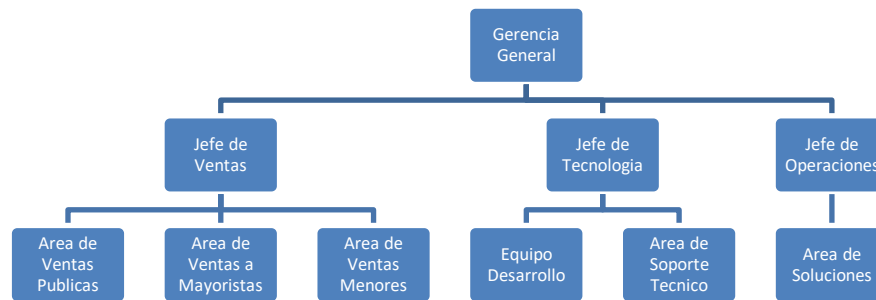 Gerencia
General
Jefe de
Ventas
Jefe de
Tecnologia
Jefe de
Operaciones
Area de
Ventas
Publicas
Area de
Ventas a
Mayoristas
Area de
Ventas
Menores
Equipo
Desarrollo
Area de
Soporte
Tecnico
Area de
Soluciones